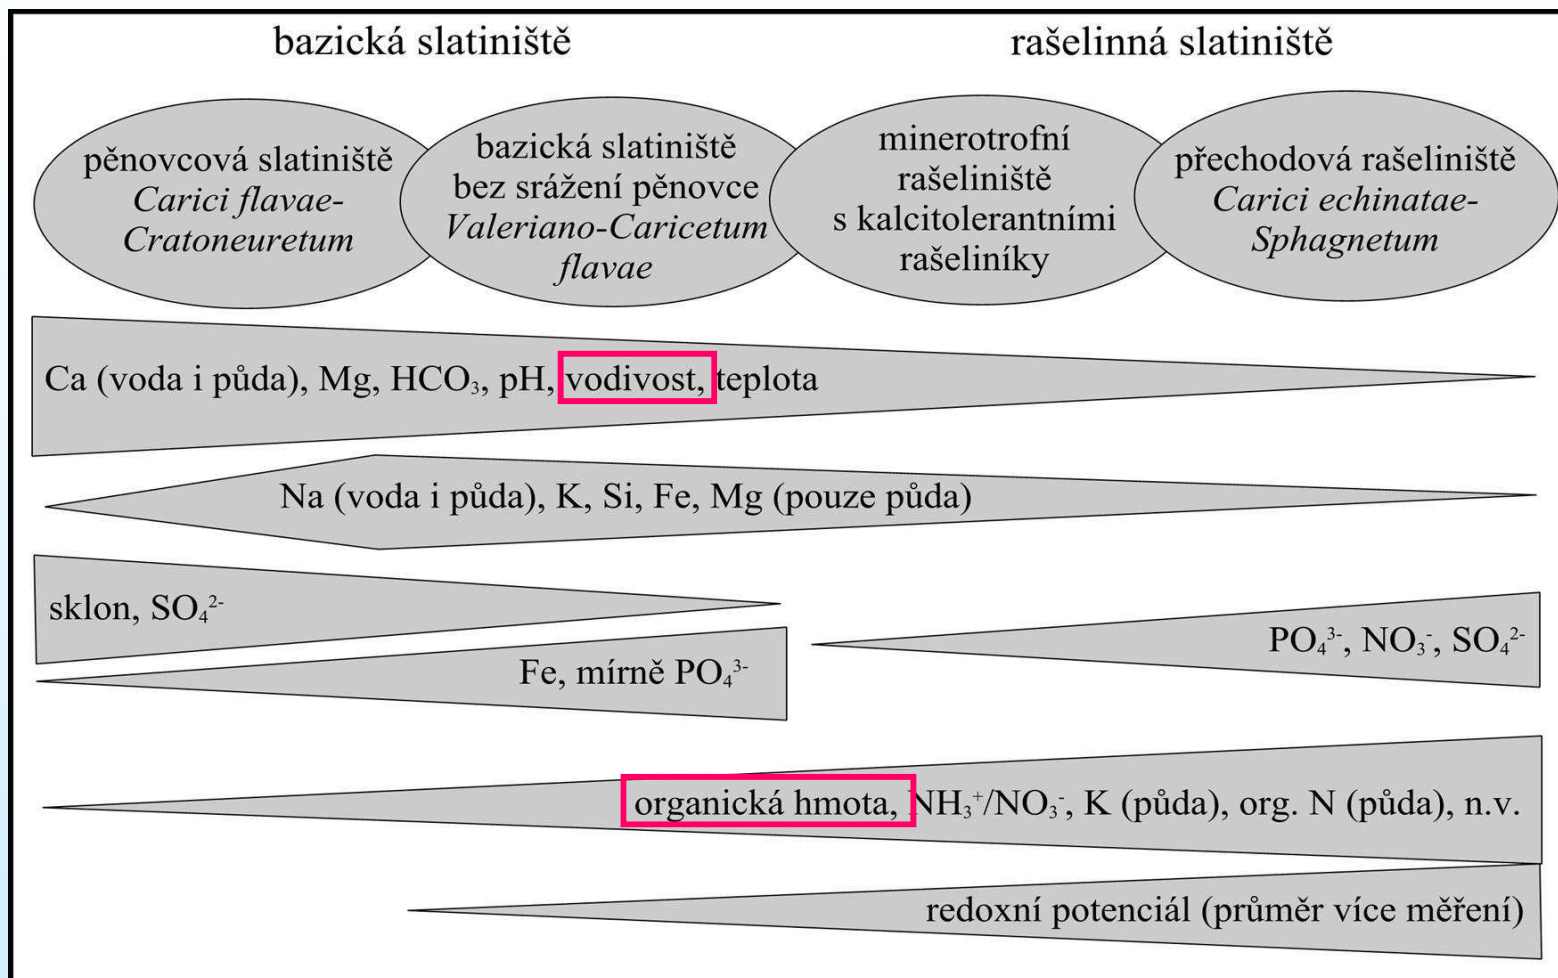 bazická slatiniště
rašelinná slatiniště
pěnovcová slatiniště
Carici flavae-
Cratoneuretum
bazická slatiniště
bez srážení pěnovce
Valeriano-Caricetum
flavae
minerotrofní
rašeliniště
s kalcitolerantními
rašeliníky
přechodová rašeliniště
Carici echinatae-
Sphagnetum
Ca (voda i půda), Mg, HCO₃, pH, vodivost, teplota
Na (voda i půda), K, Si, Fe, Mg (pouze půda)
sklon, SO₄²⁻
Fe, mírně PO₄³⁻
PO₄³⁻, NO₃⁻, SO₄²⁻
organická hmota, NH₃⁺/NO₃⁻, K (půda), org. N (půda), n.v.
redoxní potenciál (průměr více měření)